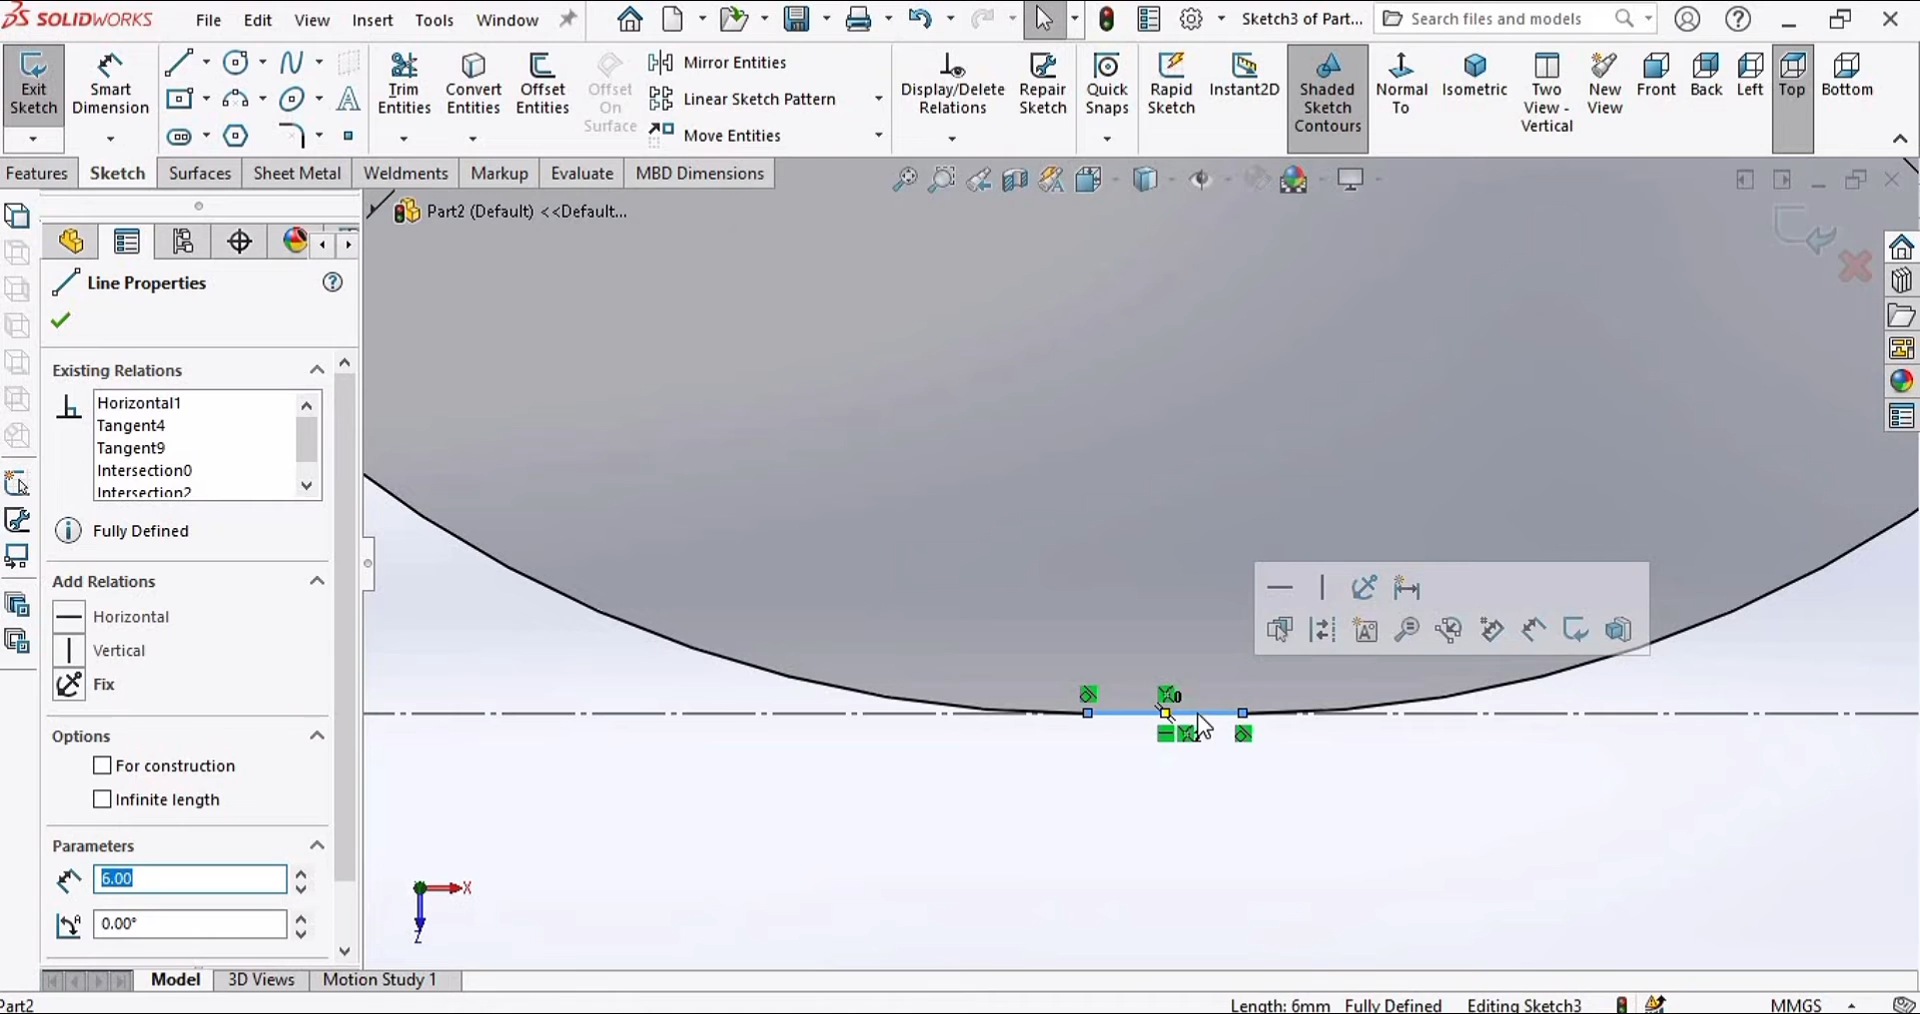 SOLIDWORKS File Edit View Insert Tools Window Sketch3 of Part... Search files and models
Exit Sketch
Smart Dimension
Trim Entities
Convert Entities
Offset Entities
Offset On Surface
Mirror Entities
Linear Sketch Pattern
Move Entities
Display/Delete Relations
Repair Sketch
Quick Snaps
Rapid Sketch
Instant2D
Shaded Sketch Contours
Normal To
Isometric
Two View - Vertical
New View
Front
Back
Left
Top
Bottom
Features Sketch Surfaces Sheet Metal Weldments Markup Evaluate MBD Dimensions
Part2 (Default) <<Default...
Line Properties
Existing Relations
Horizontal1
Tangent4
Tangent9
Intersection0
Intersection2
Fully Defined
Add Relations
Horizontal
Vertical
Fix
Options
For construction
Infinite length
Parameters
6.00
0.00°
0
X
Z
Model 3D Views Motion Study 1
Part2 Length: 6mm Fully Defined Editing Sketch3 MMGS